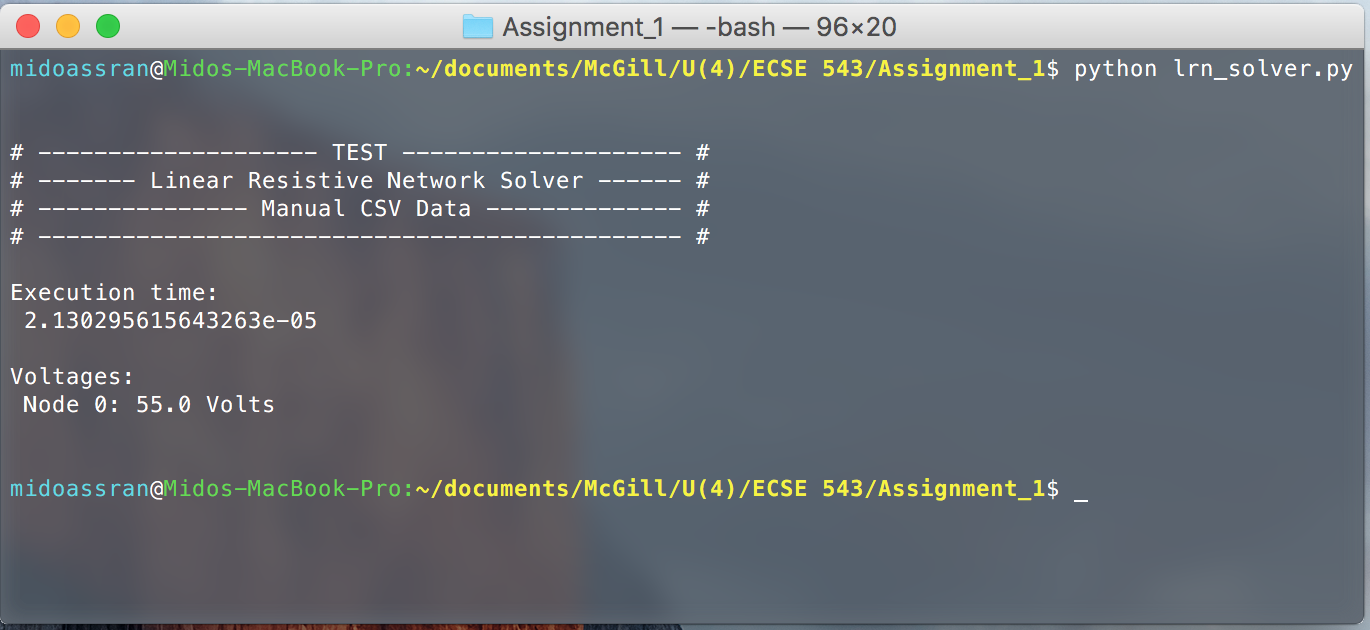 Assignment_1 — -bash — 96×20
midoassran@Midos-MacBook-Pro:~/documents/McGill/U(4)/ECSE 543/Assignment_1$ python lrn_solver.py
# -------------------- TEST -------------------- #
# ------- Linear Resistive Network Solver ------ #
# --------------- Manual CSV Data -------------- #
# ---------------------------------------------- #
Execution time:
 2.130295615643263e-05
Voltages:
 Node 0: 55.0 Volts
midoassran@Midos-MacBook-Pro:~/documents/McGill/U(4)/ECSE 543/Assignment_1$ _